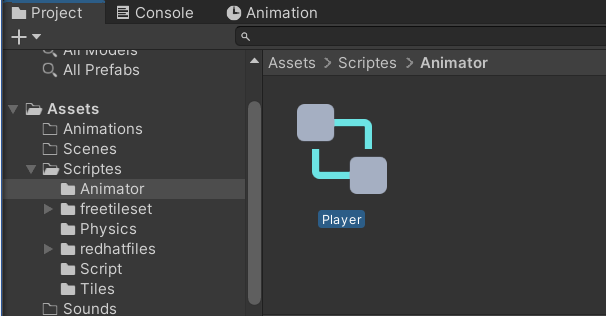 Project Console Animation
All Models
All Prefabs
Assets > Scriptes > Animator
Assets
Animations
Scenes
Scriptes
Animator
freetileset
Physics
redhatfiles
Script
Tiles
Sounds
Player